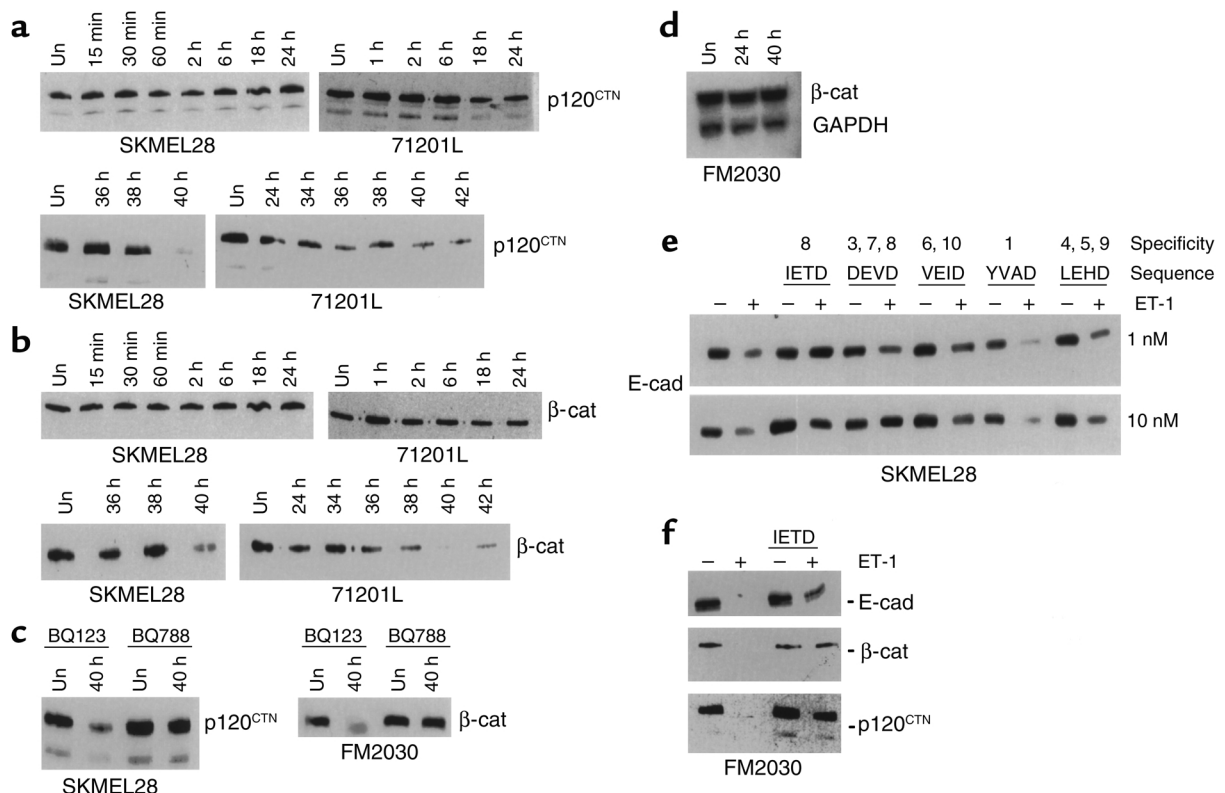 a
Un 15 min 30 min 60 min 2 h 6 h 18 h 24 h
Un 1 h 2 h 6 h 18 h 24 h
p120CTN
SKMEL28
71201L
Un 36 h 38 h 40 h
Un 24 h 34 h 36 h 38 h 40 h 42 h
p120CTN
SKMEL28
71201L
b
Un 15 min 30 min 60 min 2 h 6 h 18 h 24 h
Un 1 h 2 h 6 h 18 h 24 h
β-cat
SKMEL28
71201L
Un 36 h 38 h 40 h
Un 24 h 34 h 36 h 38 h 40 h 42 h
β-cat
SKMEL28
71201L
c
BQ123 BQ788
Un 40 h Un 40 h
p120CTN
SKMEL28
BQ123 BQ788
Un 40 h Un 40 h
β-cat
FM2030
d
Un 24 h 40 h
β-cat
GAPDH
FM2030
e
8 3, 7, 8 6, 10 1 4, 5, 9 Specificity
IETD DEVD VEID YVAD LEHD Sequence
– + – + – + – + – + – + ET-1
1 nM
E-cad
10 nM
SKMEL28
f
IETD
– + – + ET-1
- E-cad
- β-cat
- p120CTN
FM2030